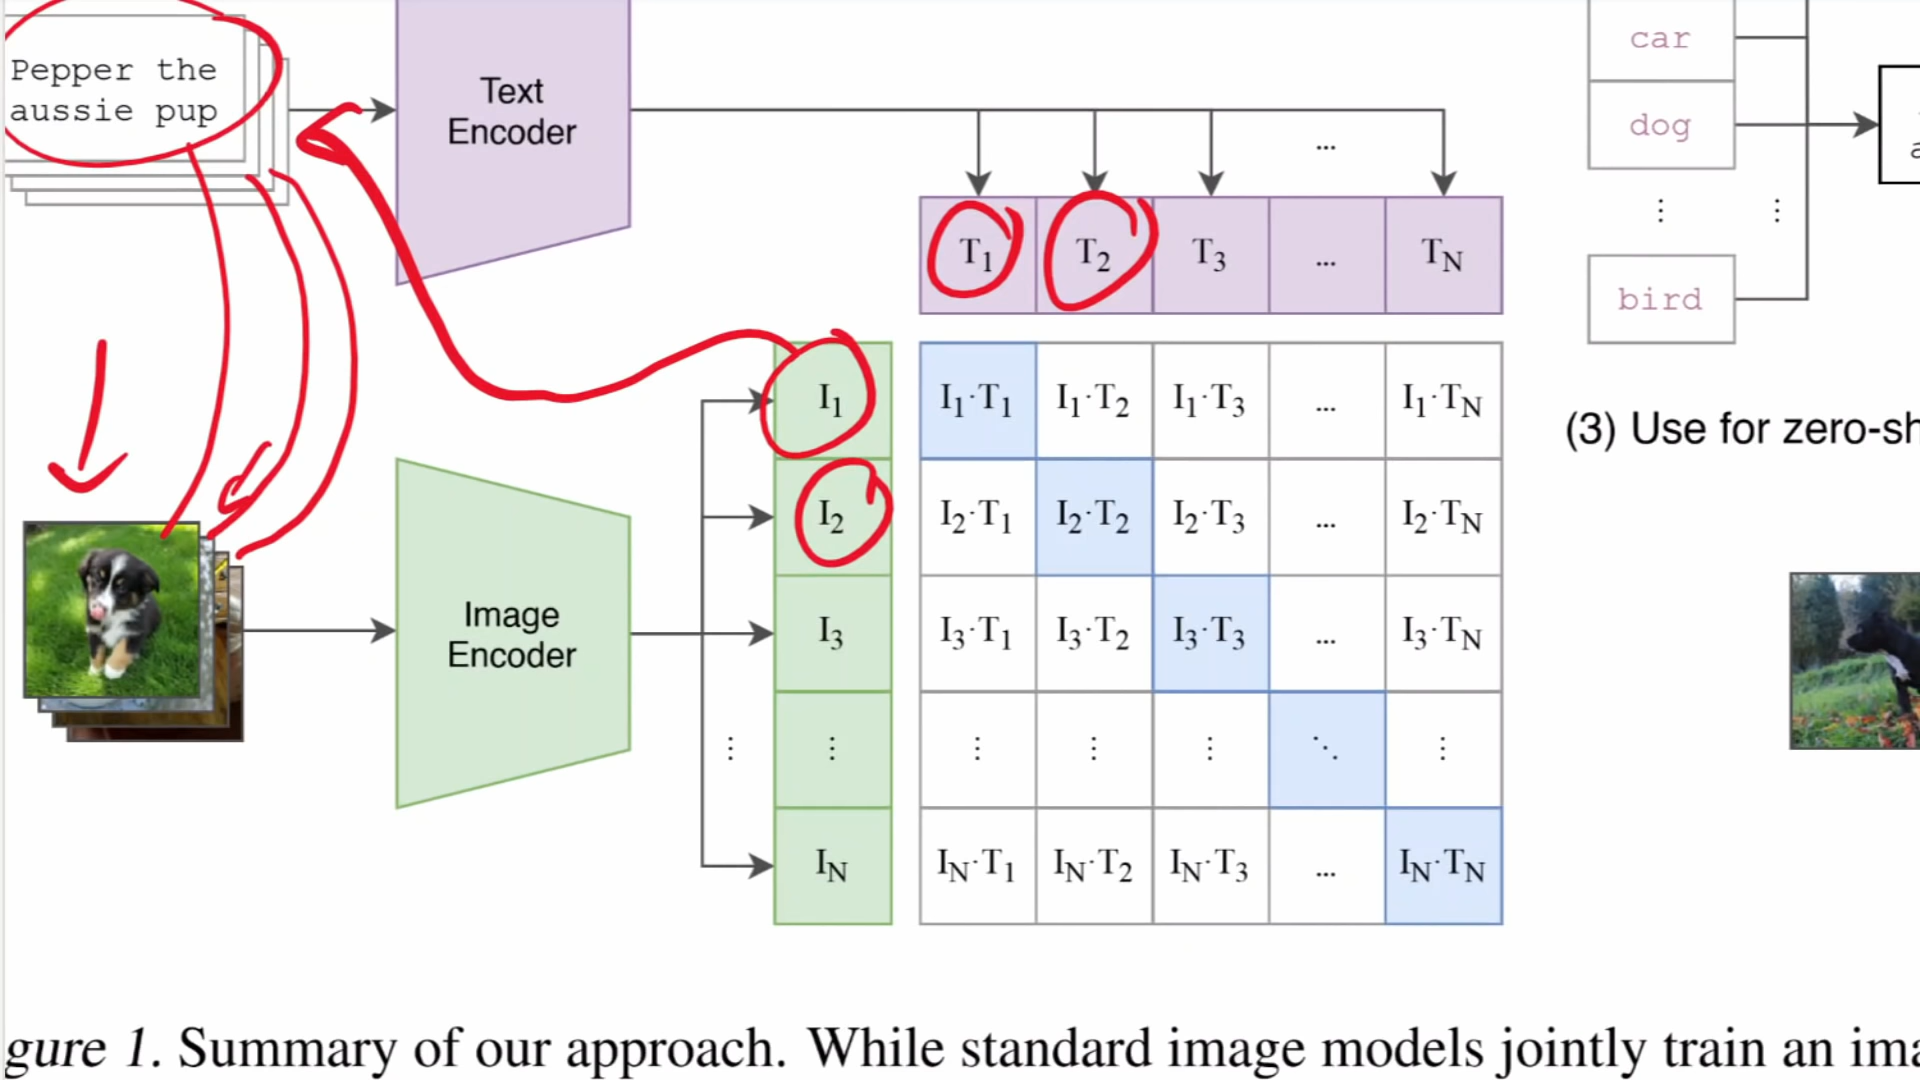 Pepper the
aussie pup
Text
Encoder
...
T1 T2 T3 ... TN
Image
Encoder
I1
I2
I3
⋮
⋮
IN
I1·T1 I1·T2 I1·T3 ... I1·TN
I2·T1 I2·T2 I2·T3 ... I2·TN
I3·T1 I3·T2 I3·T3 ... I3·TN
⋮ ⋮ ⋮ ⋱ ⋮
IN·T1 IN·T2 IN·T3 ... IN·TN
car
dog
⋮ ⋮
bird
a
(3) Use for zero-sh
gure 1. Summary of our approach. While standard image models jointly train an ima